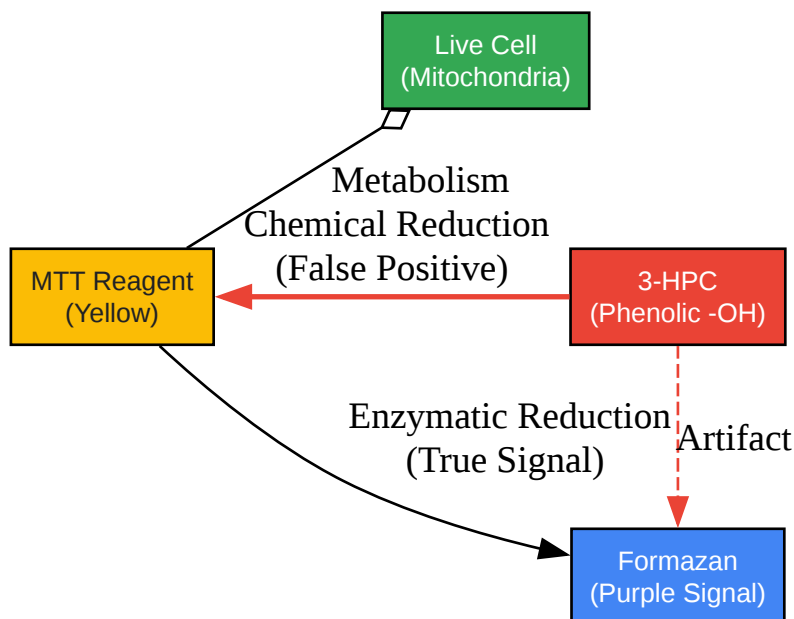 Live Cell
(Mitochondria)
Metabolism
Chemical Reduction
(False Positive)
MTT Reagent
(Yellow)
3-HPC
(Phenolic -OH)
Enzymatic Reduction
(True Signal)
Artifact
Formazan
(Purple Signal)